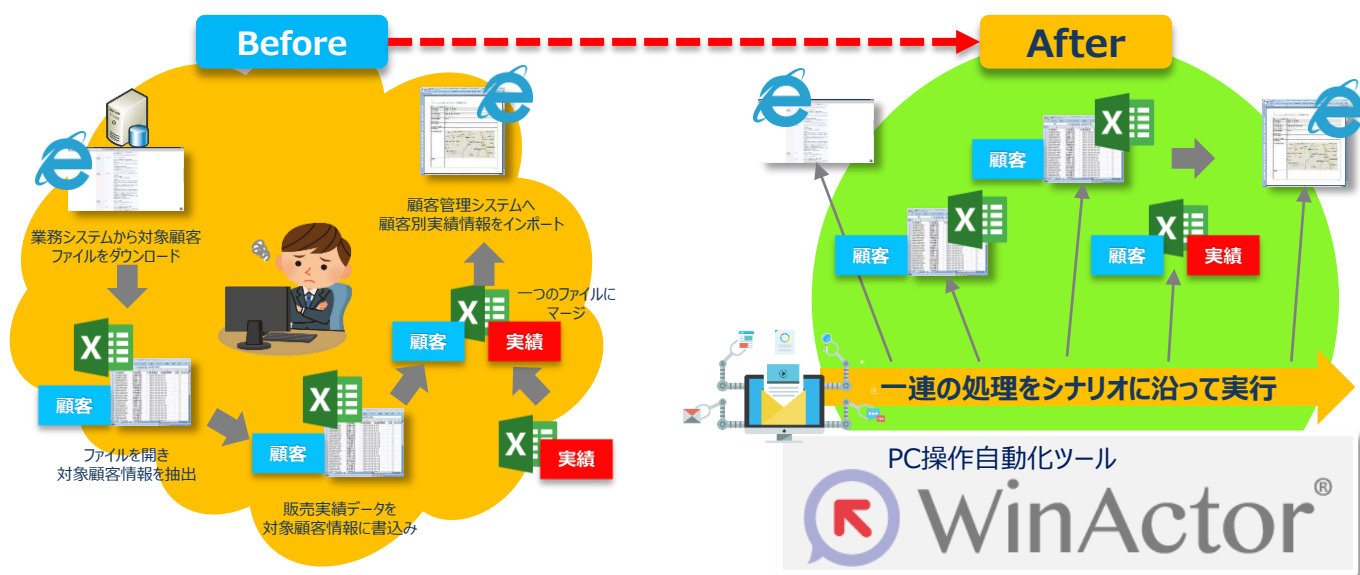 Before
業務システムから対象顧客
ファイルをダウンロード
顧客
ファイルを開き
対象顧客情報を抽出
顧客
販売実績データを
対象顧客情報に書込み
実績
一つのファイルに
マージ
顧客
実績
顧客管理システムへ
顧客別実績情報をインポート
After
顧客
顧客
顧客
実績
一連の処理をシナリオに沿って実行
PC操作自動化ツール
WinActor®